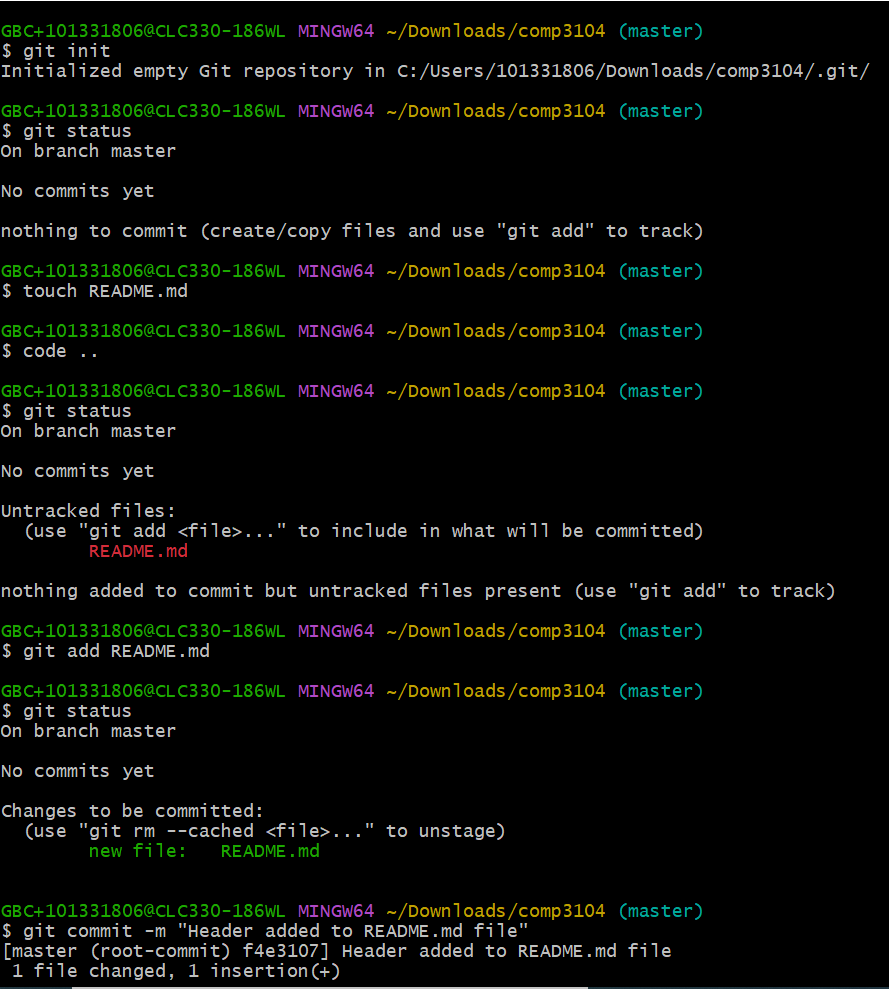 GBC+101331806@CLC330-186WL MINGW64 ~/Downloads/comp3104 (master)
$ git init
Initialized empty Git repository in C:/Users/101331806/Downloads/comp3104/.git/
GBC+101331806@CLC330-186WL MINGW64 ~/Downloads/comp3104 (master)
$ git status
On branch master
No commits yet
nothing to commit (create/copy files and use "git add" to track)
GBC+101331806@CLC330-186WL MINGW64 ~/Downloads/comp3104 (master)
$ touch README.md
GBC+101331806@CLC330-186WL MINGW64 ~/Downloads/comp3104 (master)
$ code ..
GBC+101331806@CLC330-186WL MINGW64 ~/Downloads/comp3104 (master)
$ git status
On branch master
No commits yet
Untracked files:
  (use "git add <file>..." to include in what will be committed)
        README.md
nothing added to commit but untracked files present (use "git add" to track)
GBC+101331806@CLC330-186WL MINGW64 ~/Downloads/comp3104 (master)
$ git add README.md
GBC+101331806@CLC330-186WL MINGW64 ~/Downloads/comp3104 (master)
$ git status
On branch master
No commits yet
Changes to be committed:
  (use "git rm --cached <file>..." to unstage)
        new file:   README.md
GBC+101331806@CLC330-186WL MINGW64 ~/Downloads/comp3104 (master)
$ git commit -m "Header added to README.md file"
[master (root-commit) f4e3107] Header added to README.md file
 1 file changed, 1 insertion(+)